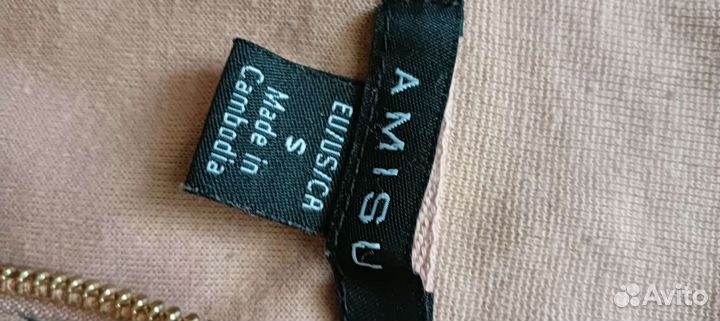 AMISU
EU/US/CA
S
Made in
Cambodia
Avito